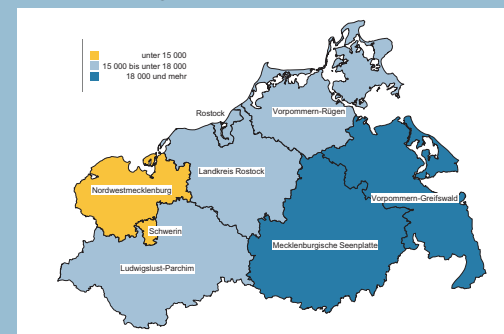 unter 15 000
15 000 bis unter 18 000
18 000 und mehr
Rostock
Vorpommern-Rügen
Landkreis Rostock
Nordwestmecklenburg
Vorpommern-Greifswald
Schwerin
Mecklenburgische Seenplatte
Ludwigslust-Parchim